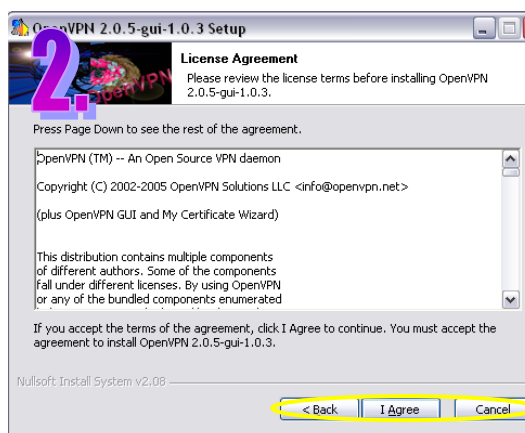 OpenVPN 2.0.5-gui-1.0.3 Setup
2.
OpenVPN
License Agreement
Please review the license terms before installing OpenVPN
2.0.5-gui-1.0.3.
Press Page Down to see the rest of the agreement.
OpenVPN (TM) -- An Open Source VPN daemon
Copyright (C) 2002-2005 OpenVPN Solutions LLC <info@openvpn.net>
(plus OpenVPN GUI and My Certificate Wizard)
This distribution contains multiple components
of different authors. Some of the components
fall under different licenses. By using OpenVPN
or any of the bundled components enumerated
If you accept the terms of the agreement, click I Agree to continue. You must accept the
agreement to install OpenVPN 2.0.5-gui-1.0.3.
Nullsoft Install System v2.08
< Back I Agree Cancel